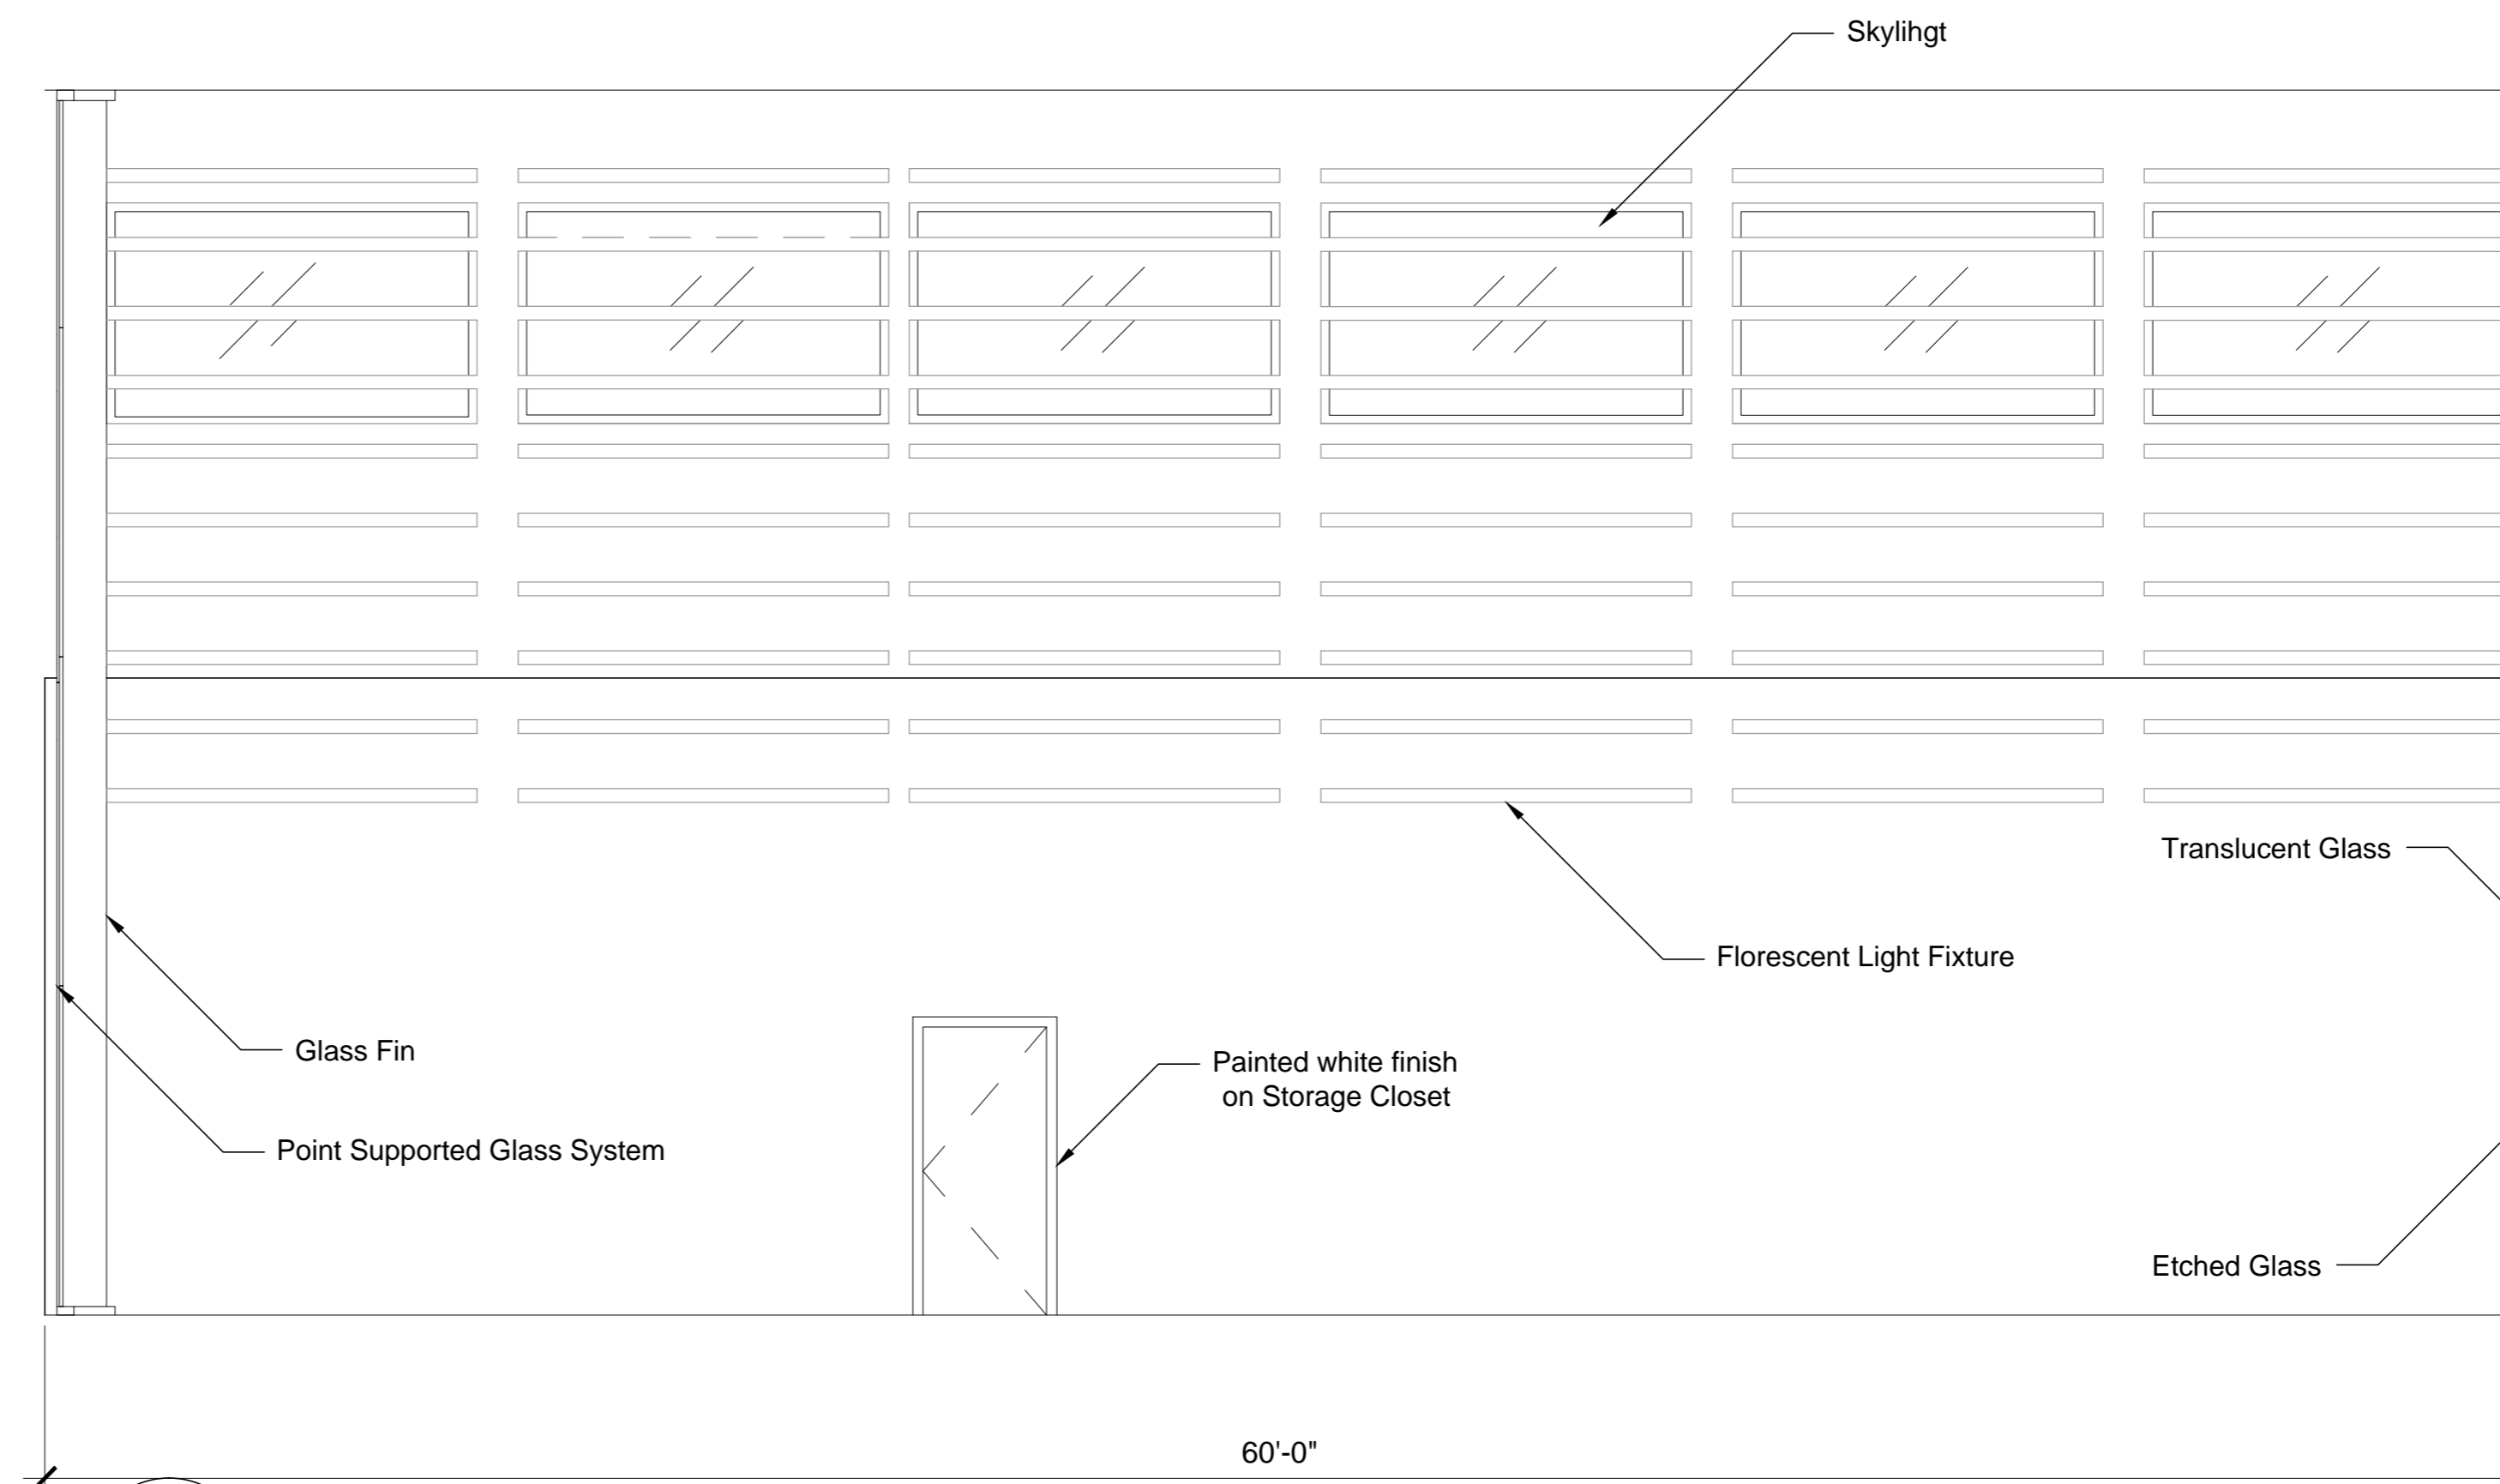 Skylihgt
Translucent Glass
Florescent Light Fixture
Glass Fin
Painted white finish
on Storage Closet
Point Supported Glass System
Etched Glass
60'-0"